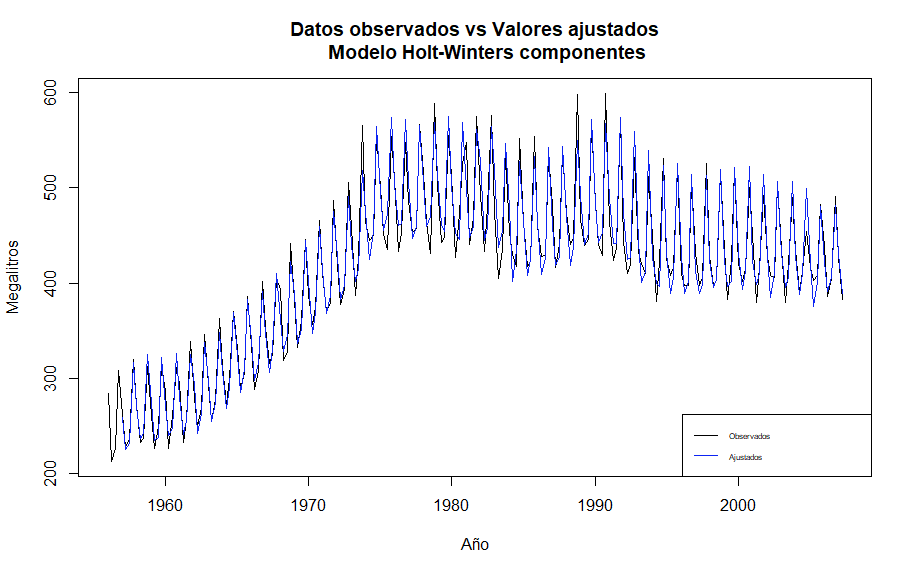 Datos observados vs Valores ajustados
Modelo Holt-Winters componentes
Megalitros
600
500
400
300
200
1960
1970
1980
1990
2000
Año
Observados
Ajustados